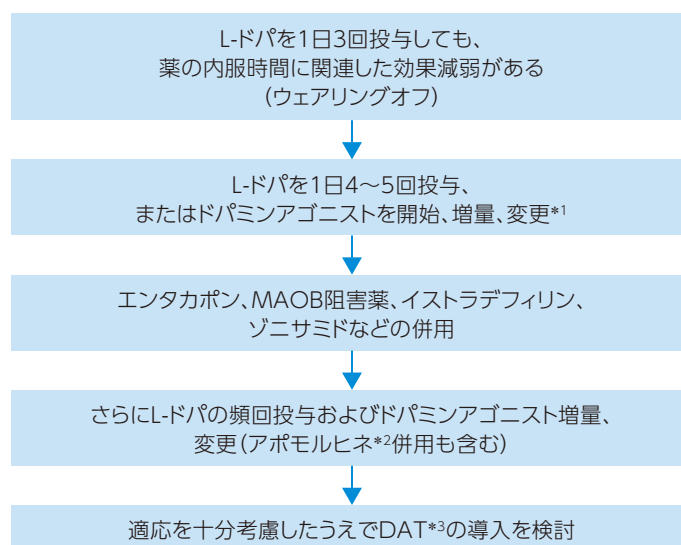 L-ドパを1日3回投与しても、
薬の内服時間に関連した効果減弱がある
(ウェアリングオフ)
L-ドパを1日4〜5回投与、
またはドパミンアゴニストを開始、増量、変更*1
エンタカポン、MAOB阻害薬、イストラデフィリン、
ゾニサミドなどの併用
さらにL-ドパの頻回投与およびドパミンアゴニスト増量、
変更(アポモルヒネ*2併用も含む)
適応を十分考慮したうえでDAT*3の導入を検討